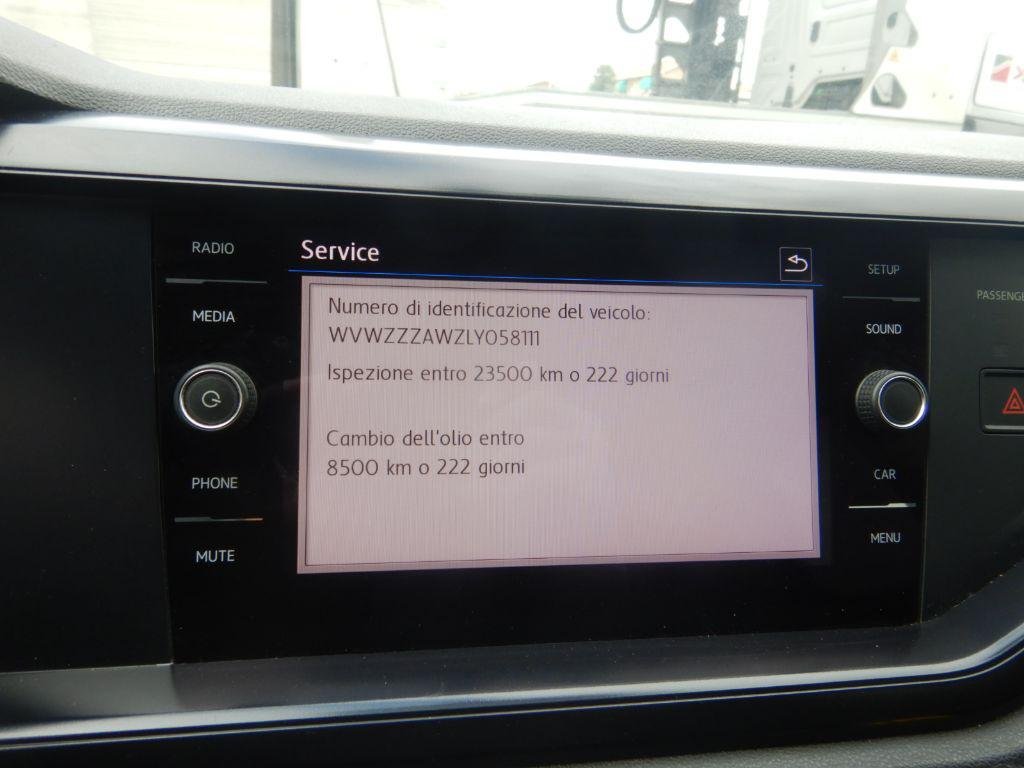 RADIO
MEDIA
PHONE
MUTE
Service
Numero di identificazione del veicolo:
WVWZZZAWZLY058111
Ispezione entro 23500 km o 222 giorni
Cambio dell'olio entro
8500 km o 222 giorni
SETUP
SOUND
CAR
MENU